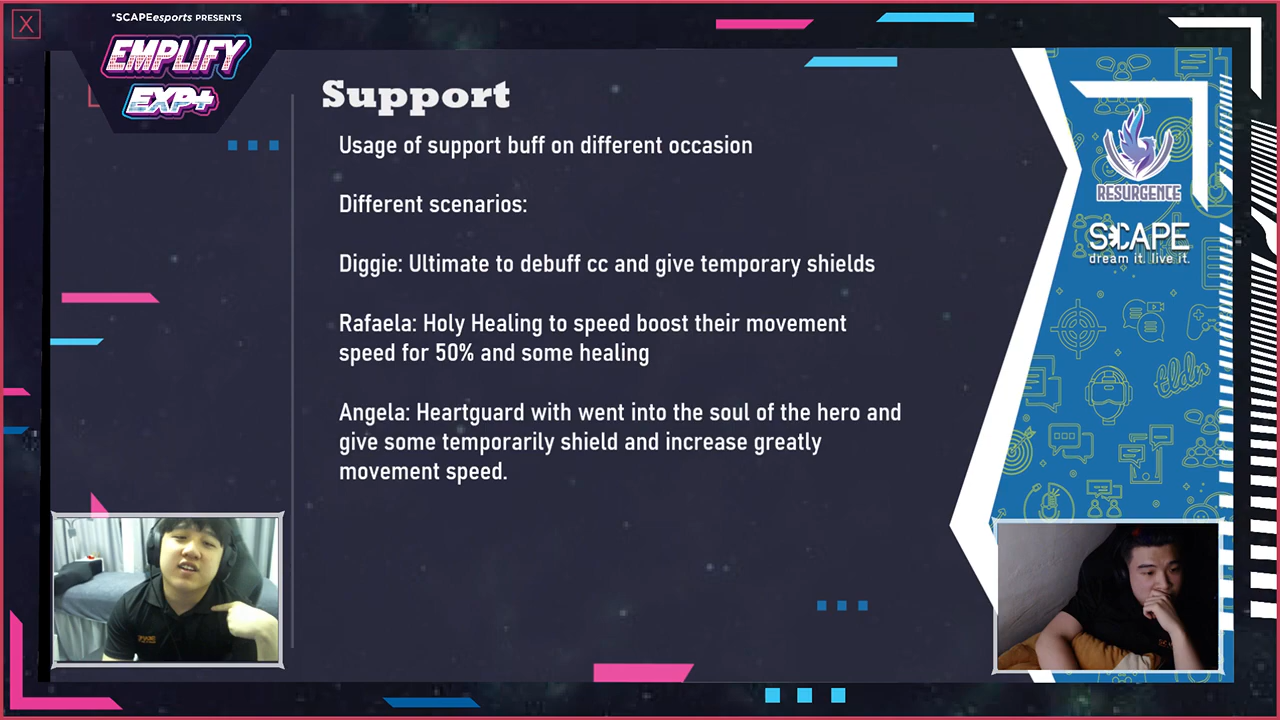 X
*SCAPEesports PRESENTS
EMPLIFY
EXP+
Support
Usage of support buff on different occasion
Different scenarios:
Diggie: Ultimate to debuff cc and give temporary shields
Rafaela: Holy Healing to speed boost their movement
speed for 50% and some healing
Angela: Heartguard with went into the soul of the hero and
give some temporarily shield and increase greatly
movement speed.
RESURGENCE
S*CAPE
dream it. live it.
tldr